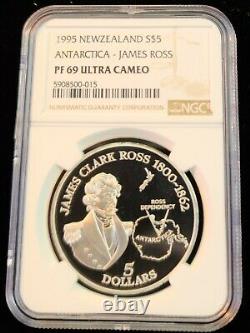 1995 NEWZEALAND S$5
ANTARCTICA - JAMES ROSS
PF 69 ULTRA CAMEO
5908500-015
NUMISMATIC GUARANTY CORPORATION
NGC
JAMES CLARK ROSS 1800-1862
ROSS
DEPENDENCY
ANTARCTICA
5
DOLLARS